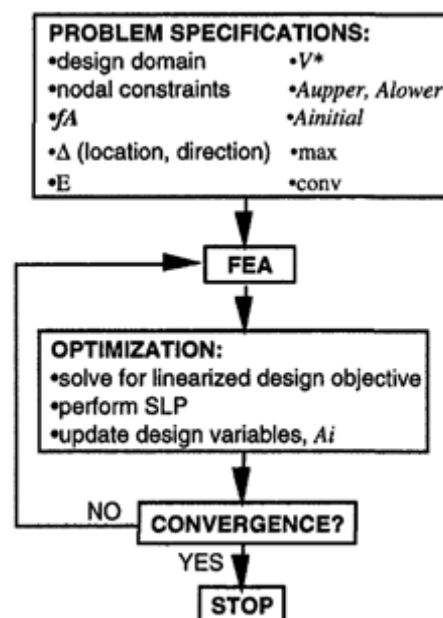 PROBLEM SPECIFICATIONS:
•design domain •V*
•nodal constraints •Aupper, Alower
•fA •Ainitial
•Δ (location, direction) •max
•E •conv
FEA
OPTIMIZATION:
•solve for linearized design objective
•perform SLP
•update design variables, Ai
NO
CONVERGENCE?
YES
STOP